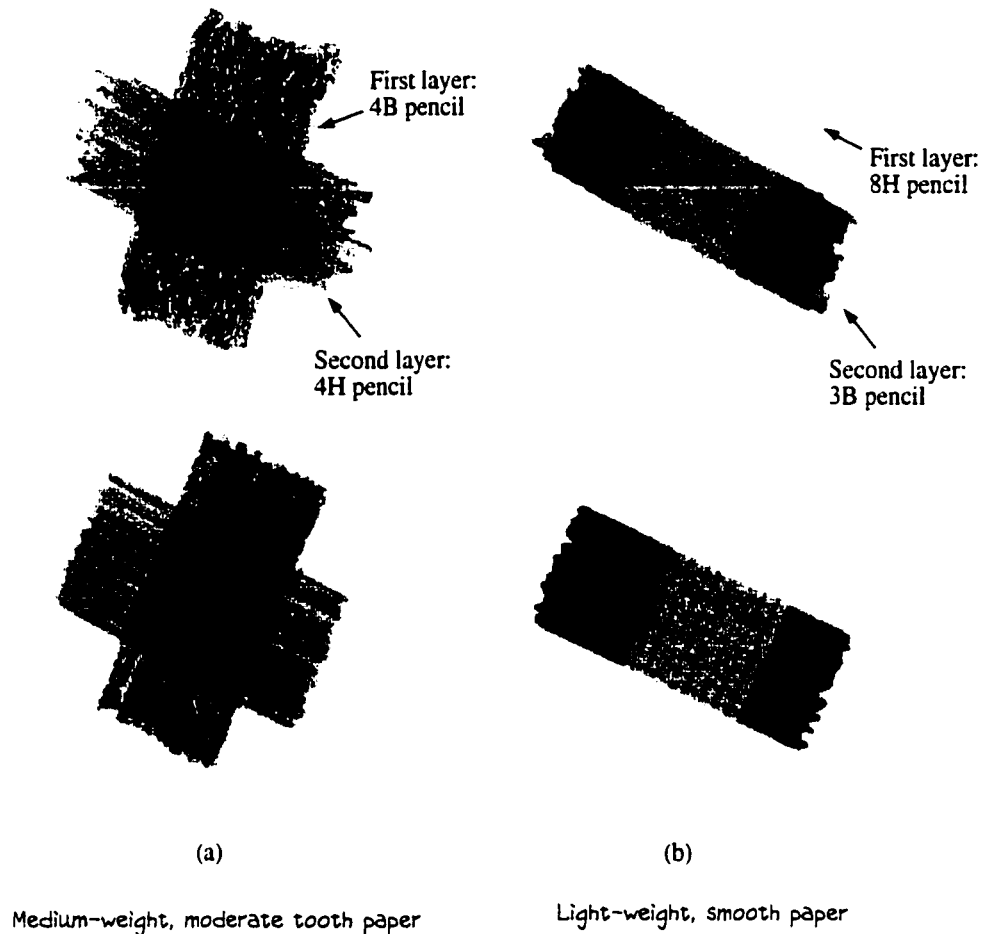 First layer:
4B pencil
First layer:
8H pencil
Second layer:
4H pencil
Second layer:
3B pencil
(a)
(b)
Medium-weight, moderate tooth paper
Light-weight, smooth paper